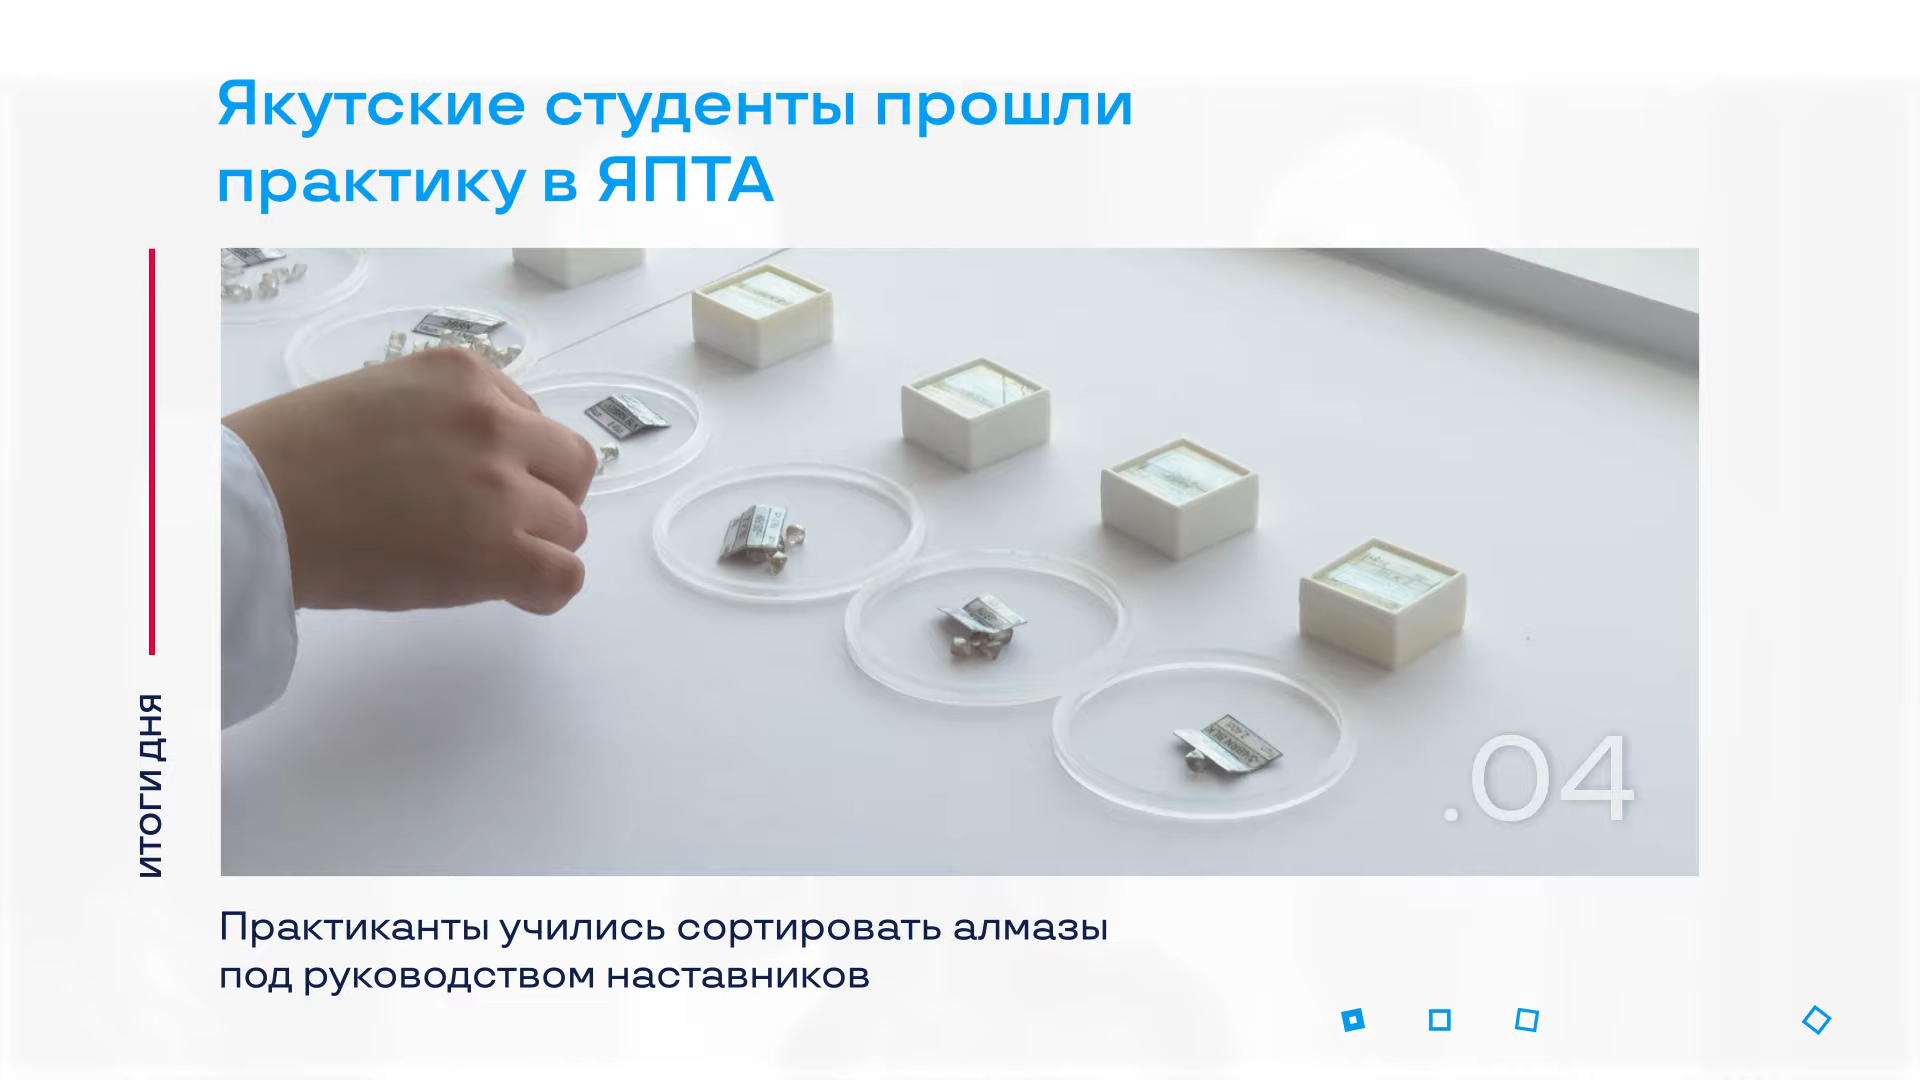 Якутские студенты прошли
практику в ЯПТА
ИТОГИ ДНЯ
.04
Практиканты учились сортировать алмазы
под руководством наставников